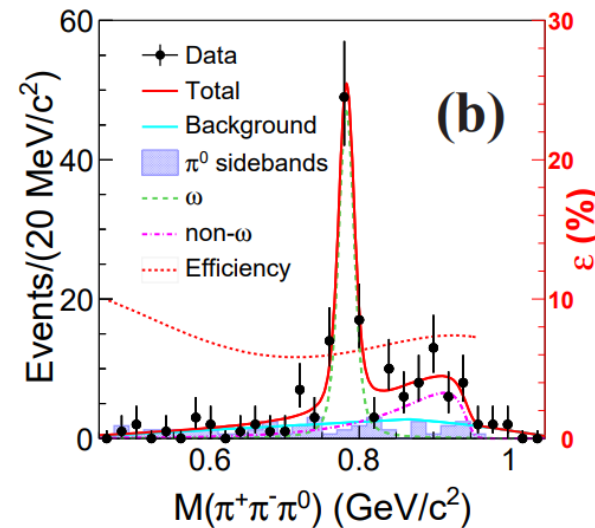 60
40
20
0
Events/(20 MeV/c²)
Data
Total
Background
π⁰ sidebands
ω
non-ω
Efficiency
(b)
30
20
10
0
ε (%)
0.6 0.8 1
M(π⁺π⁻π⁰) (GeV/c²)